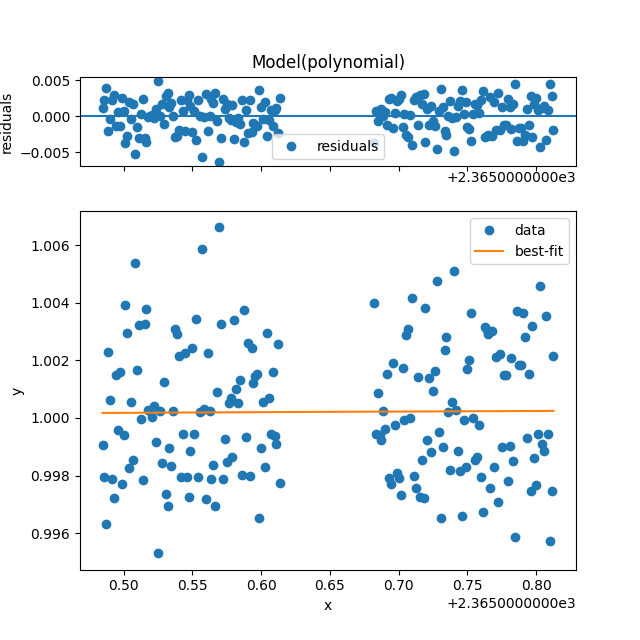 Model(polynomial)
residuals
0.005
0.000
−0.005
residuals
+2.3650000000e3
y
1.006
1.004
1.002
1.000
0.998
0.996
data
best-fit
0.50 0.55 0.60 0.65 0.70 0.75 0.80
x
+2.3650000000e3